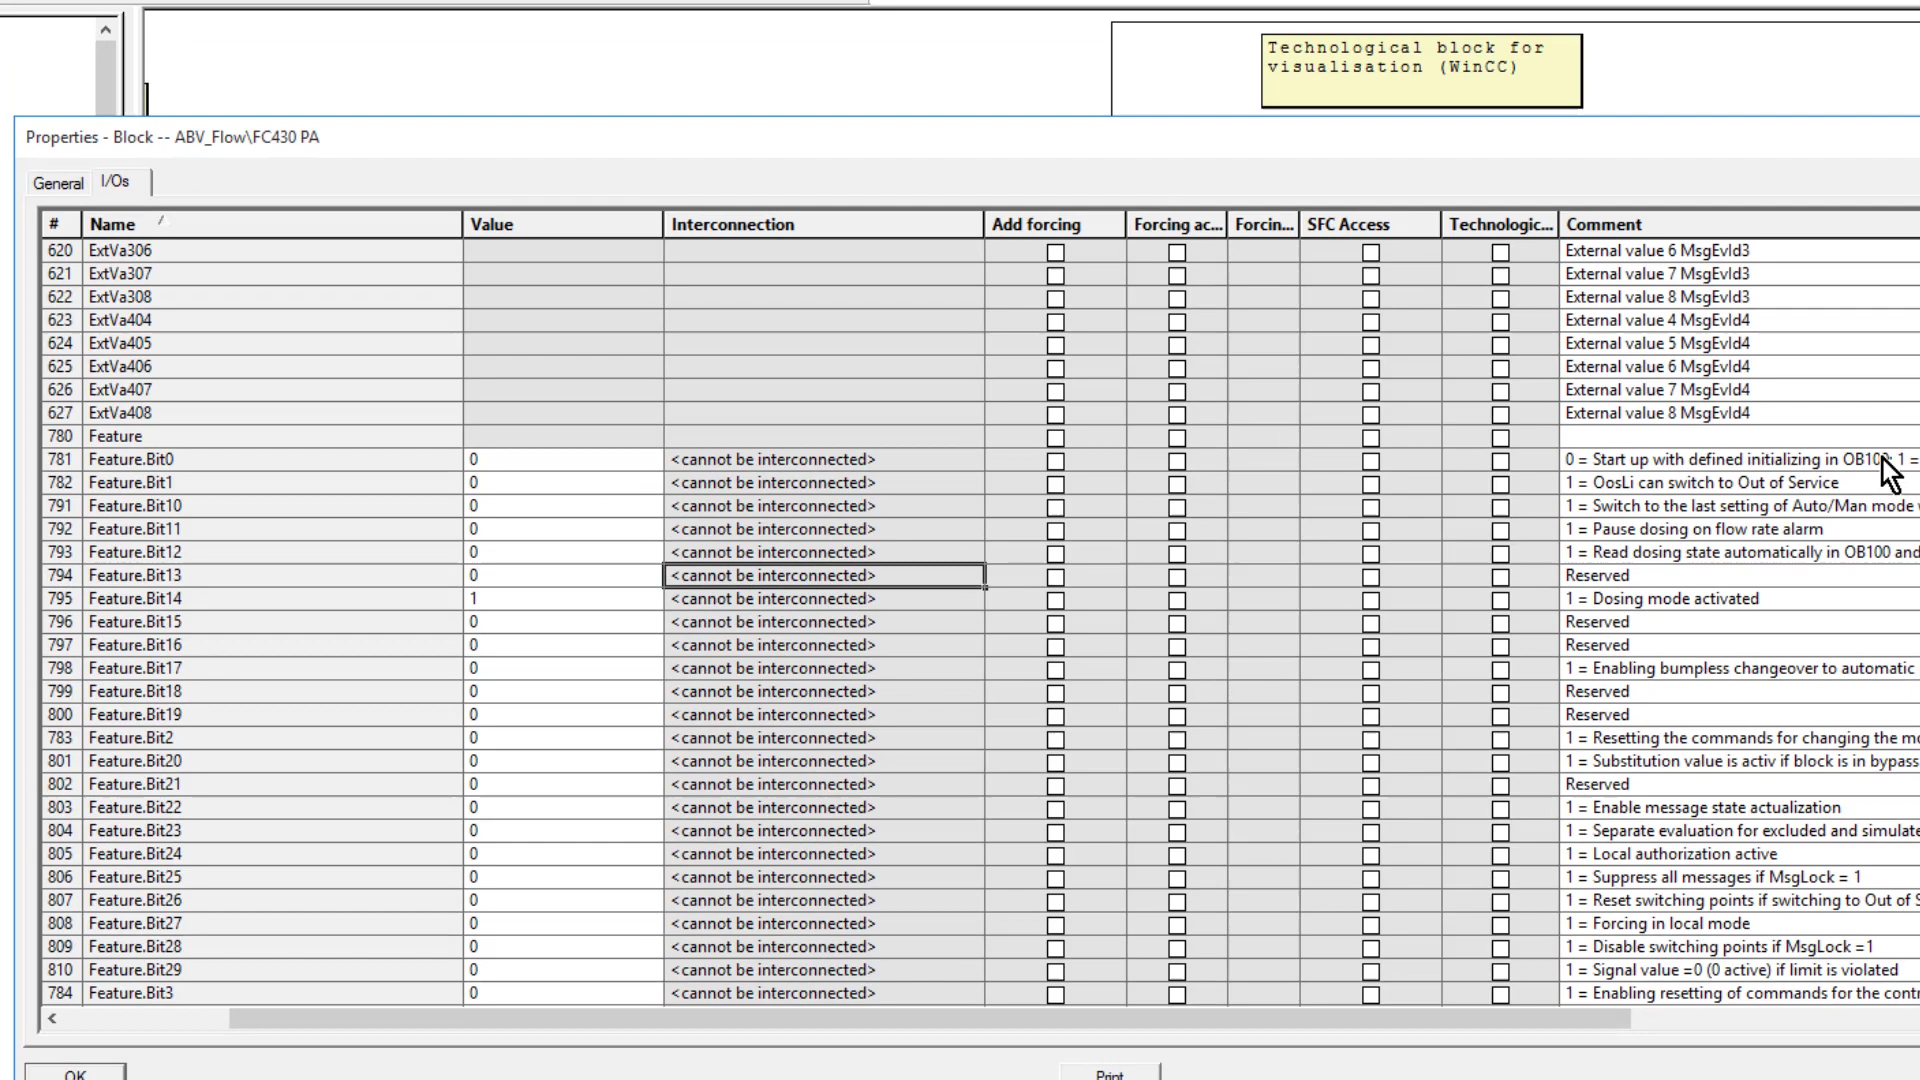 Technological block for
visualisation (WinCC)
Properties - Block -- ABV_Flow\FC430 PA
General I/Os
# Name Value Interconnection Add forcing Forcing ac... Forcin... SFC Access Technologic... Comment
620 ExtVa306 External value 6 MsgEvId3
621 ExtVa307 External value 7 MsgEvId3
622 ExtVa308 External value 8 MsgEvId3
623 ExtVa404 External value 4 MsgEvId4
624 ExtVa405 External value 5 MsgEvId4
625 ExtVa406 External value 6 MsgEvId4
626 ExtVa407 External value 7 MsgEvId4
627 ExtVa408 External value 8 MsgEvId4
780 Feature
781 Feature.Bit0 0 <cannot be interconnected> 0 = Start up with defined initializing in OB100; 1 =
782 Feature.Bit1 0 <cannot be interconnected> 1 = OosLi can switch to Out of Service
791 Feature.Bit10 0 <cannot be interconnected> 1 = Switch to the last setting of Auto/Man mode
792 Feature.Bit11 0 <cannot be interconnected> 1 = Pause dosing on flow rate alarm
793 Feature.Bit12 0 <cannot be interconnected> 1 = Read dosing state automatically in OB100 and
794 Feature.Bit13 0 <cannot be interconnected> Reserved
795 Feature.Bit14 1 <cannot be interconnected> 1 = Dosing mode activated
796 Feature.Bit15 0 <cannot be interconnected> Reserved
797 Feature.Bit16 0 <cannot be interconnected> Reserved
798 Feature.Bit17 0 <cannot be interconnected> 1 = Enabling bumpless changeover to automatic
799 Feature.Bit18 0 <cannot be interconnected> Reserved
800 Feature.Bit19 0 <cannot be interconnected> Reserved
783 Feature.Bit2 0 <cannot be interconnected> 1 = Resetting the commands for changing the mo
801 Feature.Bit20 0 <cannot be interconnected> 1 = Substitution value is activ if block is in bypass
802 Feature.Bit21 0 <cannot be interconnected> Reserved
803 Feature.Bit22 0 <cannot be interconnected> 1 = Enable message state actualization
804 Feature.Bit23 0 <cannot be interconnected> 1 = Separate evaluation for excluded and simulate
805 Feature.Bit24 0 <cannot be interconnected> 1 = Local authorization active
806 Feature.Bit25 0 <cannot be interconnected> 1 = Suppress all messages if MsgLock = 1
807 Feature.Bit26 0 <cannot be interconnected> 1 = Reset switching points if switching to Out of S
808 Feature.Bit27 0 <cannot be interconnected> 1 = Forcing in local mode
809 Feature.Bit28 0 <cannot be interconnected> 1 = Disable switching points if MsgLock =1
810 Feature.Bit29 0 <cannot be interconnected> 1 = Signal value =0 (0 active) if limit is violated
784 Feature.Bit3 0 <cannot be interconnected> 1 = Enabling resetting of commands for the contr
OK Print